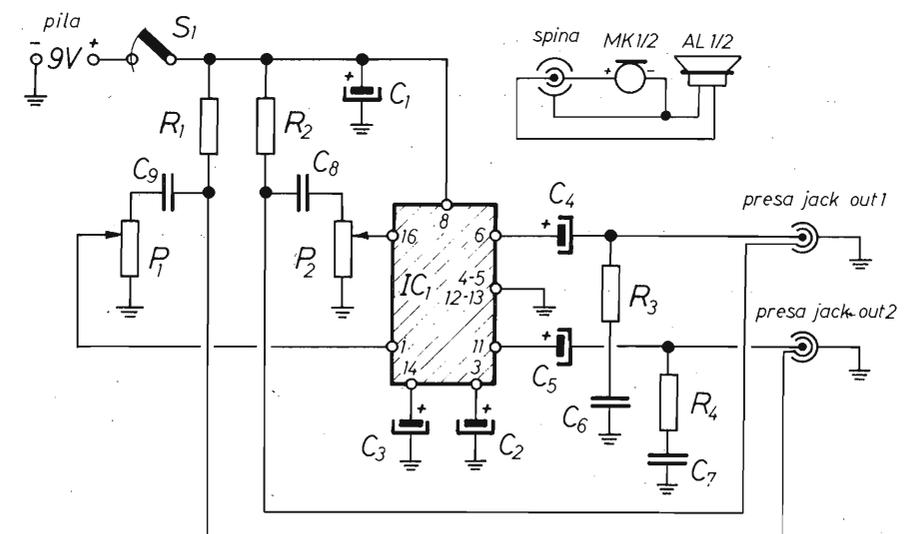 pila
- 9V +
S1
spina
MK1/2
AL1/2
+ -
+
C1
R1
R2
C9
C8
P1
P2
8
16
6
4-5
12-13
IC1
1
11
14
3
C4
+
presa jack out1
R3
presa jack out2
+
C5
C6
R4
C7
+
C3
+
C2